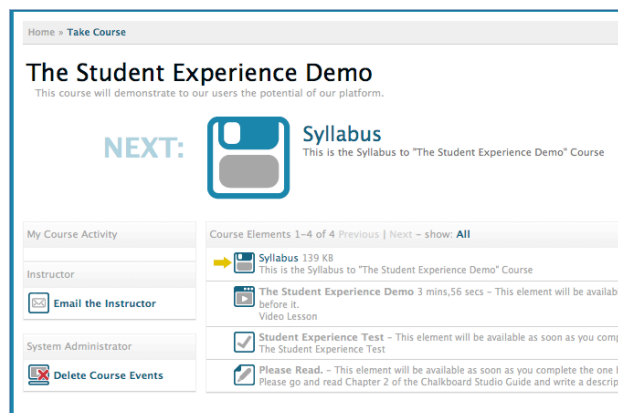 Home » Take Course
The Student Experience Demo
This course will demonstrate to our users the potential of our platform.
NEXT:
Syllabus
This is the Syllabus to "The Student Experience Demo" Course
My Course Activity
Instructor
Email the Instructor
System Administrator
Delete Course Events
Course Elements 1-4 of 4 Previous | Next - show: All
Syllabus 139 KB
This is the Syllabus to "The Student Experience Demo" Course
The Student Experience Demo 3 mins,56 secs - This element will be availab
before it.
Video Lesson
Student Experience Test - This element will be available as soon as you comp
The Student Experience Test
Please Read. - This element will be available as soon as you complete the one b
Please go and read Chapter 2 of the Chalkboard Studio Guide and write a descrip